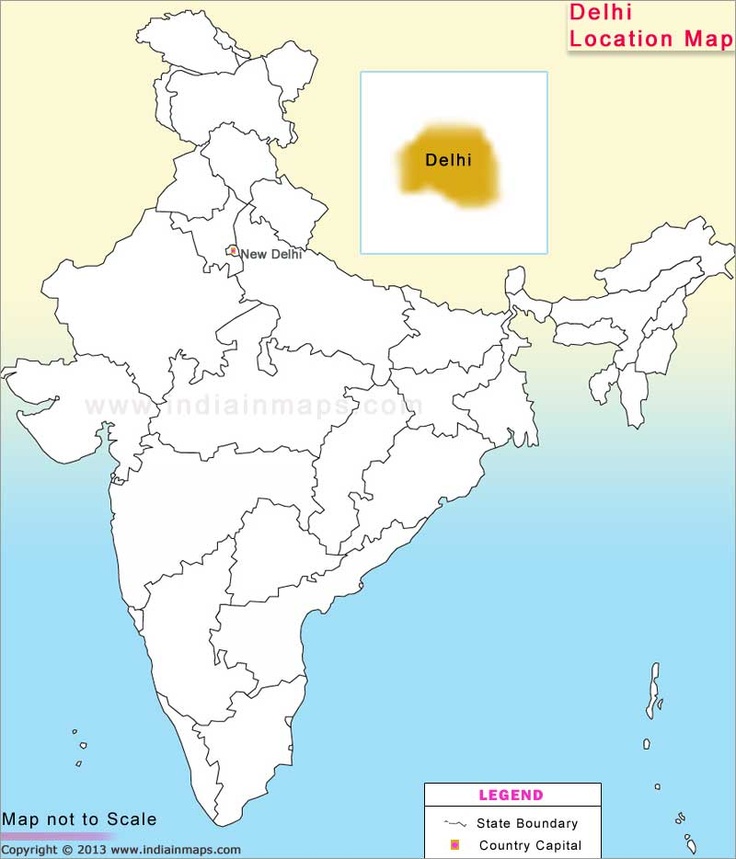 Delhi
Location Map
Delhi
New Delhi
www.indiainmaps.com
LEGEND
State Boundary
Country Capital
Map not to Scale
Copyright © 2013 www.indiainmaps.com